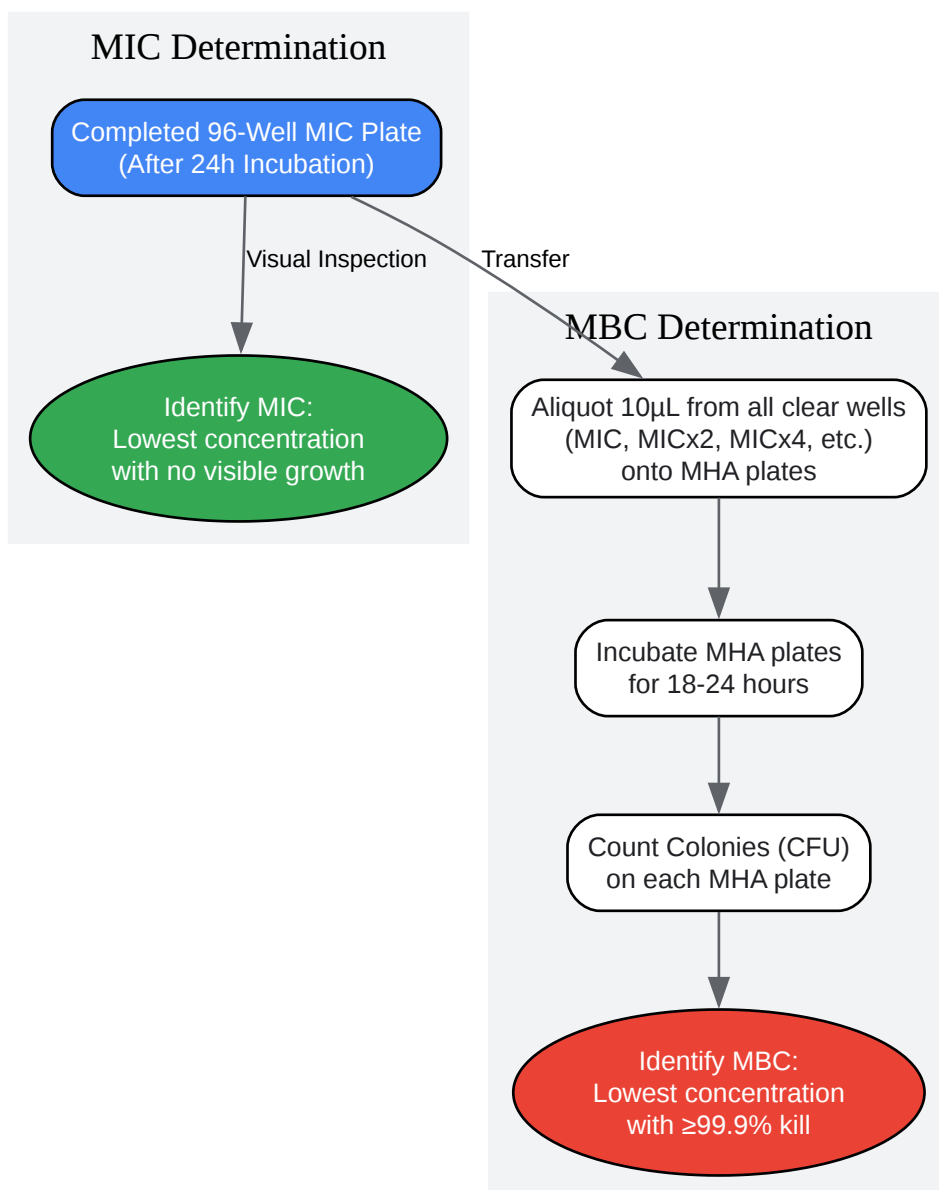 MIC Determination
Completed 96-Well MIC Plate
(After 24h Incubation)
Visual Inspection
Transfer
Identify MIC:
Lowest concentration
with no visible growth
MBC Determination
Aliquot 10µL from all clear wells
(MIC, MICx2, MICx4, etc.)
onto MHA plates
Incubate MHA plates
for 18-24 hours
Count Colonies (CFU)
on each MHA plate
Identify MBC:
Lowest concentration
with ≥99.9% kill